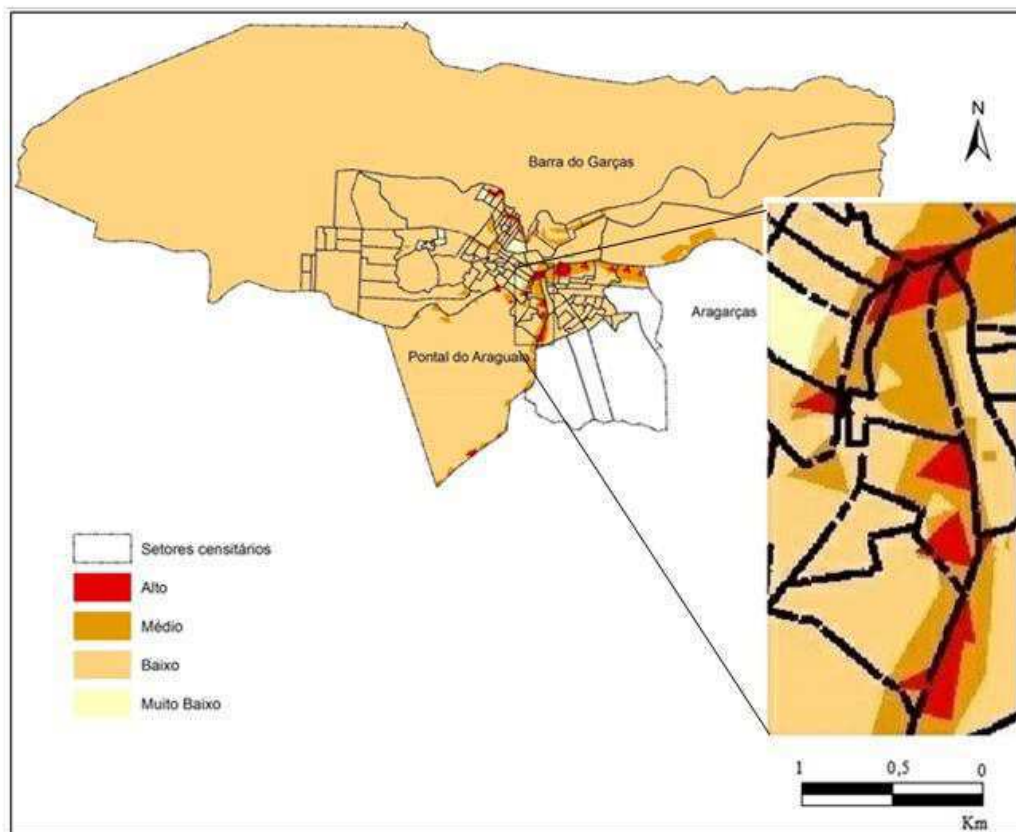 N
Barra do Garças
Aragarças
Pontal do Araguaia
Setores censitários
Alto
Médio
Baixo
Muito Baixo
1 0,5 0
Km